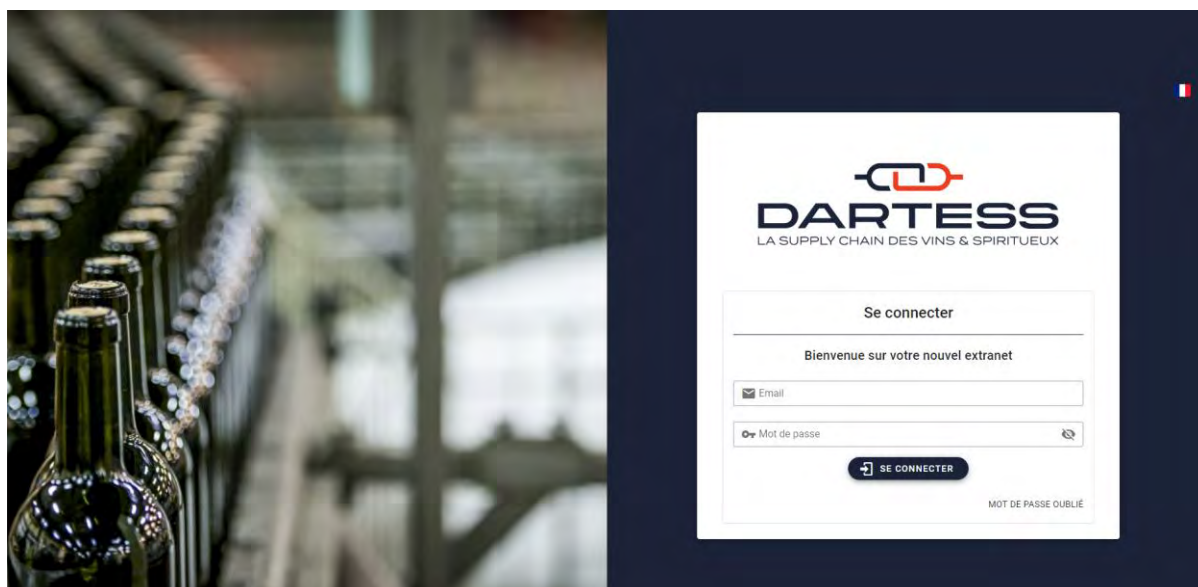 DARTESS
LA SUPPLY CHAIN DES VINS & SPIRITUEUX
Se connecter
Bienvenue sur votre nouvel extranet
Email
Mot de passe
SE CONNECTER
MOT DE PASSE OUBLIÉ